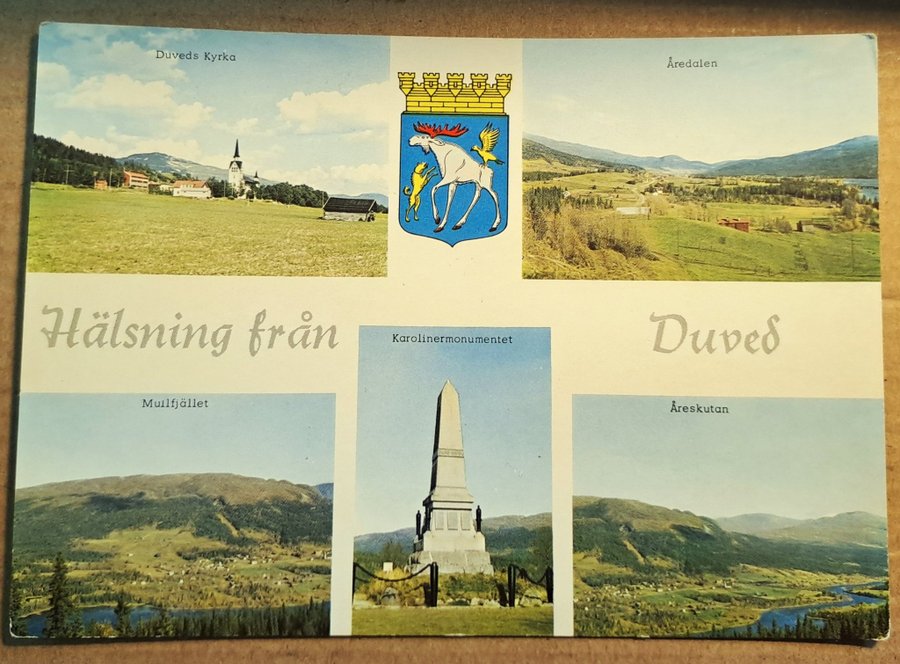 Duveds Kyrka
Åredalen
Hälsning från
Duved
Karolinermonumentet
Mullfjället
Åreskutan